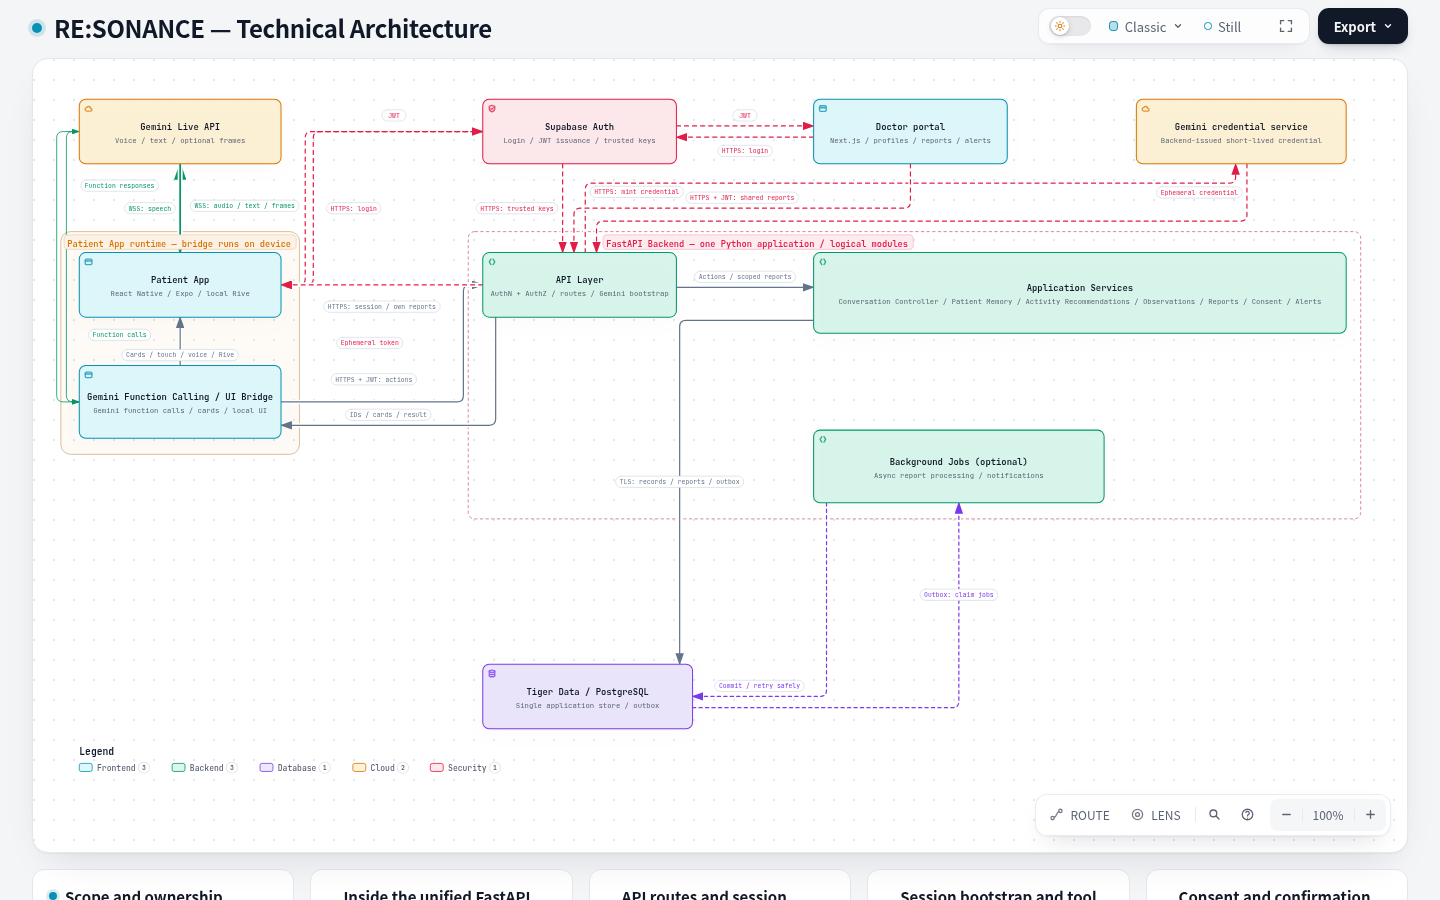 RE:SONANCE — Technical Architecture
Classic
Still
Export
Gemini Live API
Voice / text / optional frames
JWT
Supabase Auth
Login / JWT issuance / trusted keys
JWT
HTTPS: login
Doctor portal
Next.js / profiles / reports / alerts
Gemini credential service
Backend-issued short-lived credential
Function responses
WSS: speech
WSS: audio / text / frames
HTTPS: login
HTTPS: trusted keys
HTTPS: mint credential
HTTPS + JWT: shared reports
Ephemeral credential
Patient App runtime — bridge runs on device
FastAPI Backend — one Python application / logical modules
Patient App
React Native / Expo / local Rive
API Layer
AuthN + AuthZ / routes / Gemini bootstrap
Actions / scoped reports
Application Services
Conversation Controller / Patient Memory / Activity Recommendations / Observations / Reports / Consent / Alerts
HTTPS: session / own reports
Function calls
Ephemeral token
Cards / touch / voice / Rive
HTTPS + JWT: actions
Gemini Function Calling / UI Bridge
Gemini function calls / cards / local UI
IDs / cards / result
Background Jobs (optional)
Async report processing / notifications
TLS: records / reports / outbox
Outbox: claim jobs
Commit / retry safely
Tiger Data / PostgreSQL
Single application store / outbox
Legend
Frontend 3
Backend 3
Database 1
Cloud 2
Security 1
ROUTE
LENS
100%
Scope and ownership
Inside the unified FastAPI
API routes and session
Session bootstrap and tool
Consent and confirmation